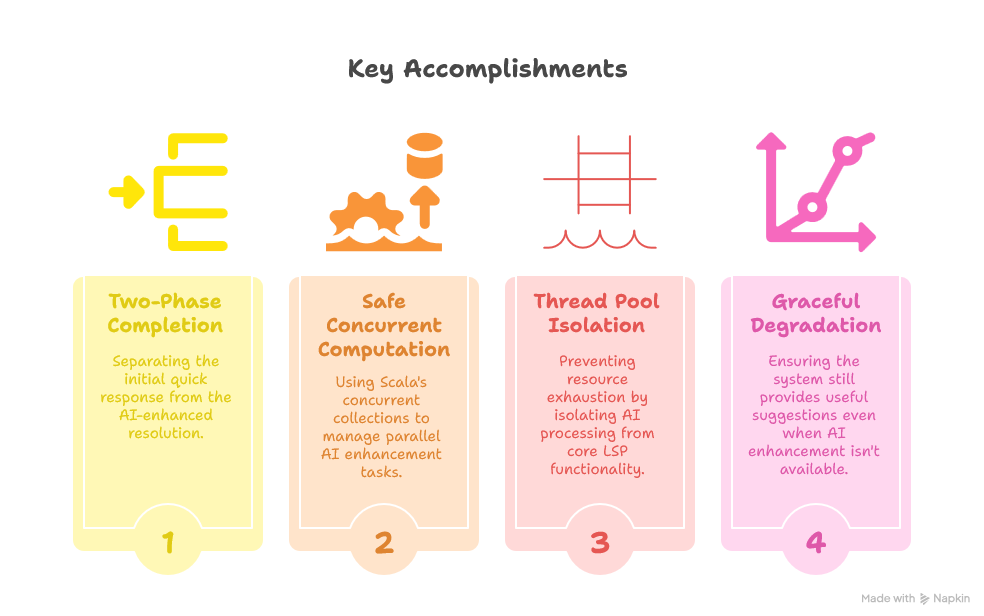 Key Accomplishments
Two-Phase
Completion
Separating the
initial quick
response from the
AI-enhanced
resolution.
1
Safe
Concurrent
Computation
Using Scala's
concurrent
collections to
manage parallel
AI enhancement
tasks.
2
Thread Pool
Isolation
Preventing
resource
exhaustion by
isolating AI
processing from
core LSP
functionality.
3
Graceful
Degradation
Ensuring the
system still
provides useful
suggestions even
when AI
enhancement isn't
available.
4
Made with Napkin